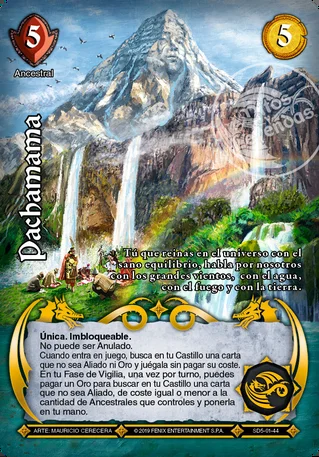 5
5
Ancestral
Pachamama
Mitos y Leyendas
Tú que reinas en el universo con el
sano equilibrio, habla por nosotros
con los grandes vientos, con el agua,
con el fuego y con la tierra.
Única. Imbloqueable.
No puede ser Anulado.
Cuando entra en juego, busca en tu Castillo una carta
que no sea Aliado ni Oro y juégala sin pagar su coste.
En tu Fase de Vigilia, una vez por turno, puedes
pagar un Oro para buscar en tu Castillo una carta
que no sea Aliado, de coste igual o menor a la
cantidad de Ancestrales que controles y ponerla
en tu mano.
ARTE: MAURICIO CERECERA
©2019 FENIX ENTERTAINMENT S.P.A.
SD5-01-44